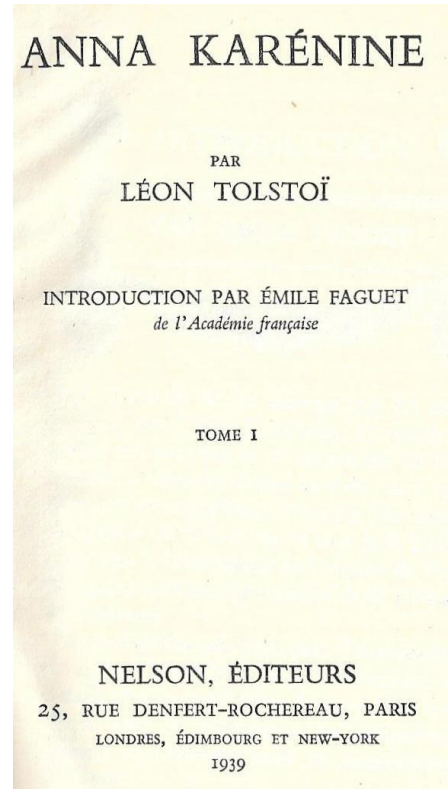 ANNA KARÉNINE
PAR
LÉON TOLSTOÏ
INTRODUCTION PAR ÉMILE FAGUET
de l'Académie française
TOME I
NELSON, ÉDITEURS
25, RUE DENFERT-ROCHEREAU, PARIS
LONDRES, ÉDIMBOURG ET NEW-YORK
1939